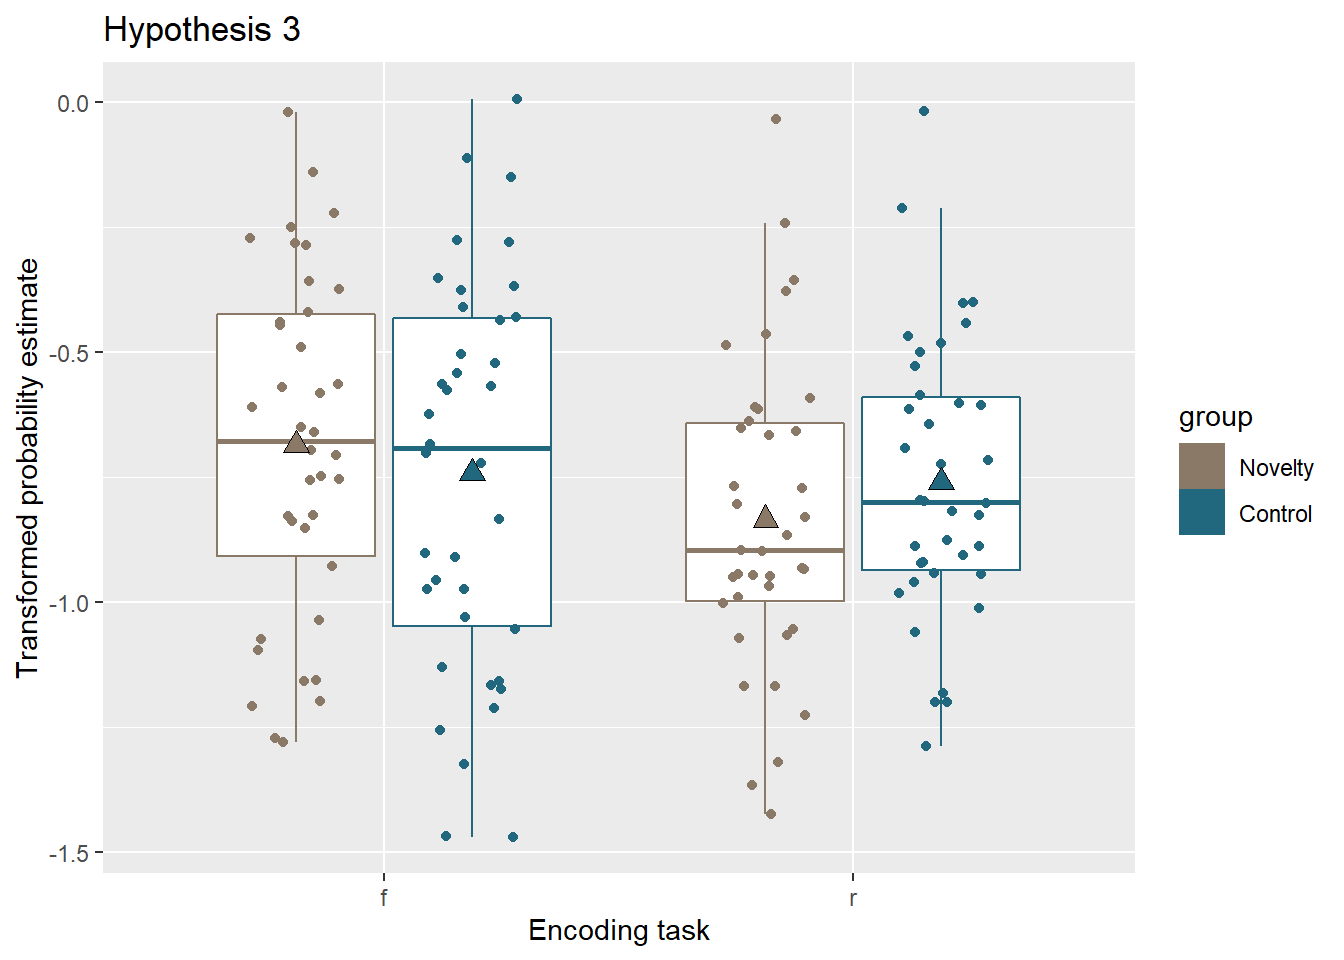 Hypothesis 3
Transformed probability estimate
0.0
-0.5
-1.0
-1.5
f
r
Encoding task
group
Novelty
Control